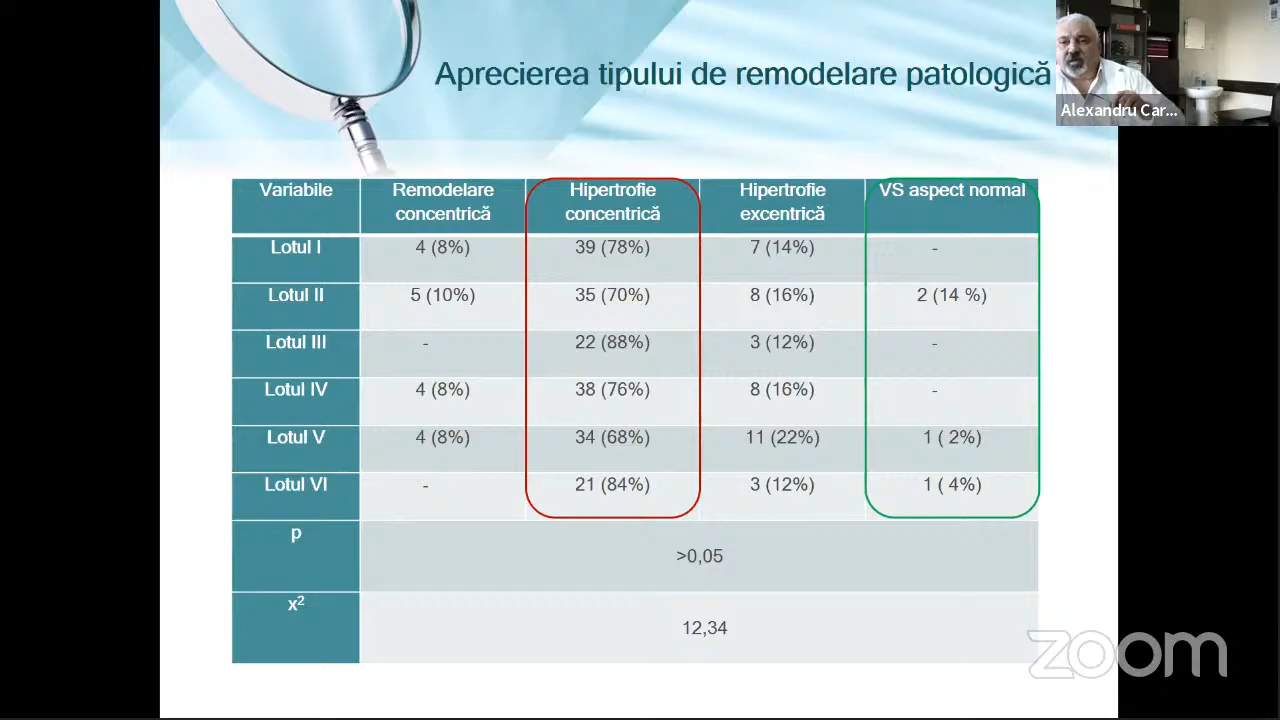 Aprecierea tipului de remodelare patologică
Alexandru Car...
Variabile Remodelare concentrică Hipertrofie concentrică Hipertrofie excentrică VS aspect normal
Lotul I 4 (8%) 39 (78%) 7 (14%) -
Lotul II 5 (10%) 35 (70%) 8 (16%) 2 (14 %)
Lotul III - 22 (88%) 3 (12%) -
Lotul IV 4 (8%) 38 (76%) 8 (16%) -
Lotul V 4 (8%) 34 (68%) 11 (22%) 1 ( 2%)
Lotul VI - 21 (84%) 3 (12%) 1 ( 4%)
p >0,05
x² 12,34
zoom